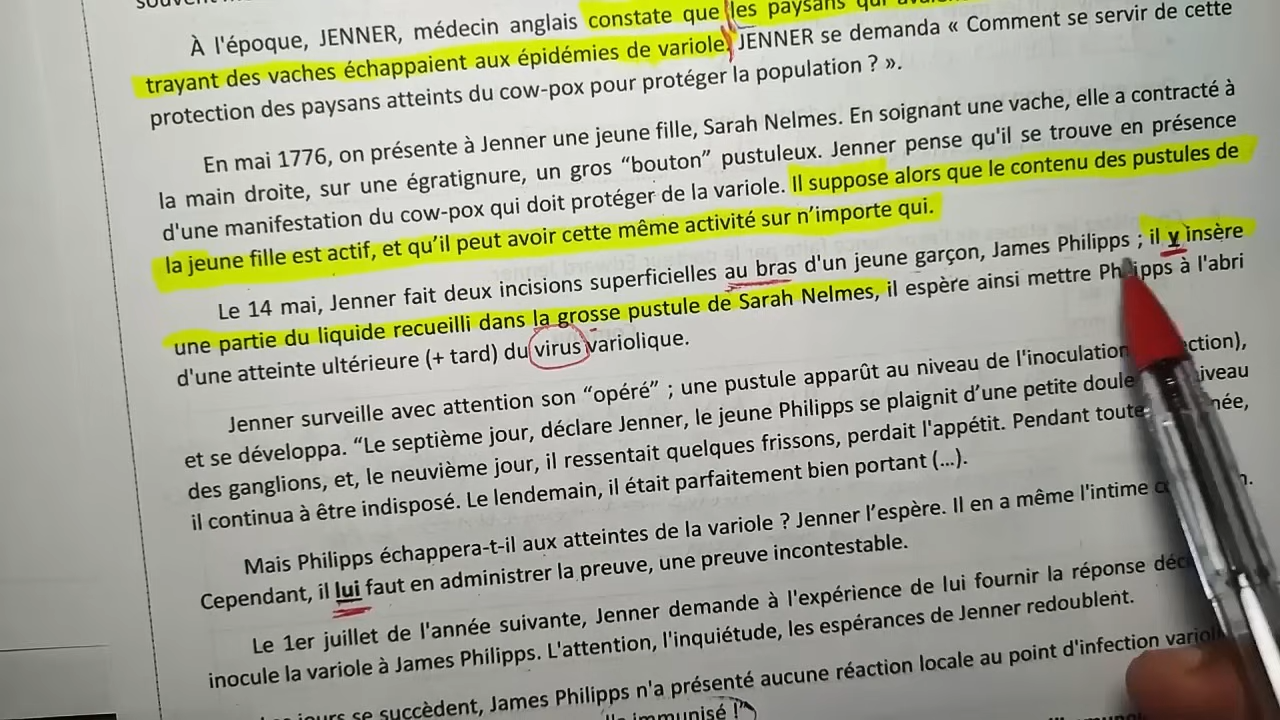 souvent
À l'époque, JENNER, médecin anglais constate que les paysans qui
trayant des vaches échappaient aux épidémies de variole. JENNER se demanda « Comment se servir de cette
protection des paysans atteints du cow-pox pour protéger la population ? ».
En mai 1776, on présente à Jenner une jeune fille, Sarah Nelmes. En soignant une vache, elle a contracté à
la main droite, sur une égratignure, un gros “bouton” pustuleux. Jenner pense qu'il se trouve en présence
d'une manifestation du cow-pox qui doit protéger de la variole. Il suppose alors que le contenu des pustules de
la jeune fille est actif, et qu’il peut avoir cette même activité sur n’importe qui.
Le 14 mai, Jenner fait deux incisions superficielles au bras d'un jeune garçon, James Philipps ; il y insère
une partie du liquide recueilli dans la grosse pustule de Sarah Nelmes, il espère ainsi mettre Philipps à l'abri
d'une atteinte ultérieure (+ tard) du virus variolique.
Jenner surveille avec attention son “opéré” ; une pustule apparût au niveau de l'inoculation ction),
et se développa. “Le septième jour, déclare Jenner, le jeune Philipps se plaignit d’une petite doule iveau
des ganglions, et, le neuvième jour, il ressentait quelques frissons, perdait l'appétit. Pendant toute née,
il continua à être indisposé. Le lendemain, il était parfaitement bien portant (…).
Mais Philipps échappera-t-il aux atteintes de la variole ? Jenner l’espère. Il en a même l'intime
Cependant, il lui faut en administrer la preuve, une preuve incontestable.
Le 1er juillet de l'année suivante, Jenner demande à l'expérience de lui fournir la réponse
inocule la variole à James Philipps. L'attention, l'inquiétude, les espérances de Jenner redoublent.
jours se succèdent, James Philipps n'a présenté aucune réaction locale au point d'infection
immunisé !”